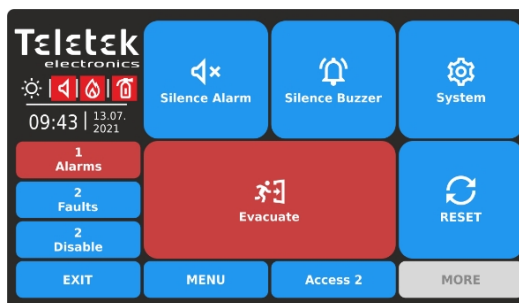 Teletek
electronics
09:43
13.07.
2021
Silence Alarm
Silence Buzzer
System
1
Alarms
2
Faults
2
Disable
Evacuate
RESET
EXIT
MENU
Access 2
MORE